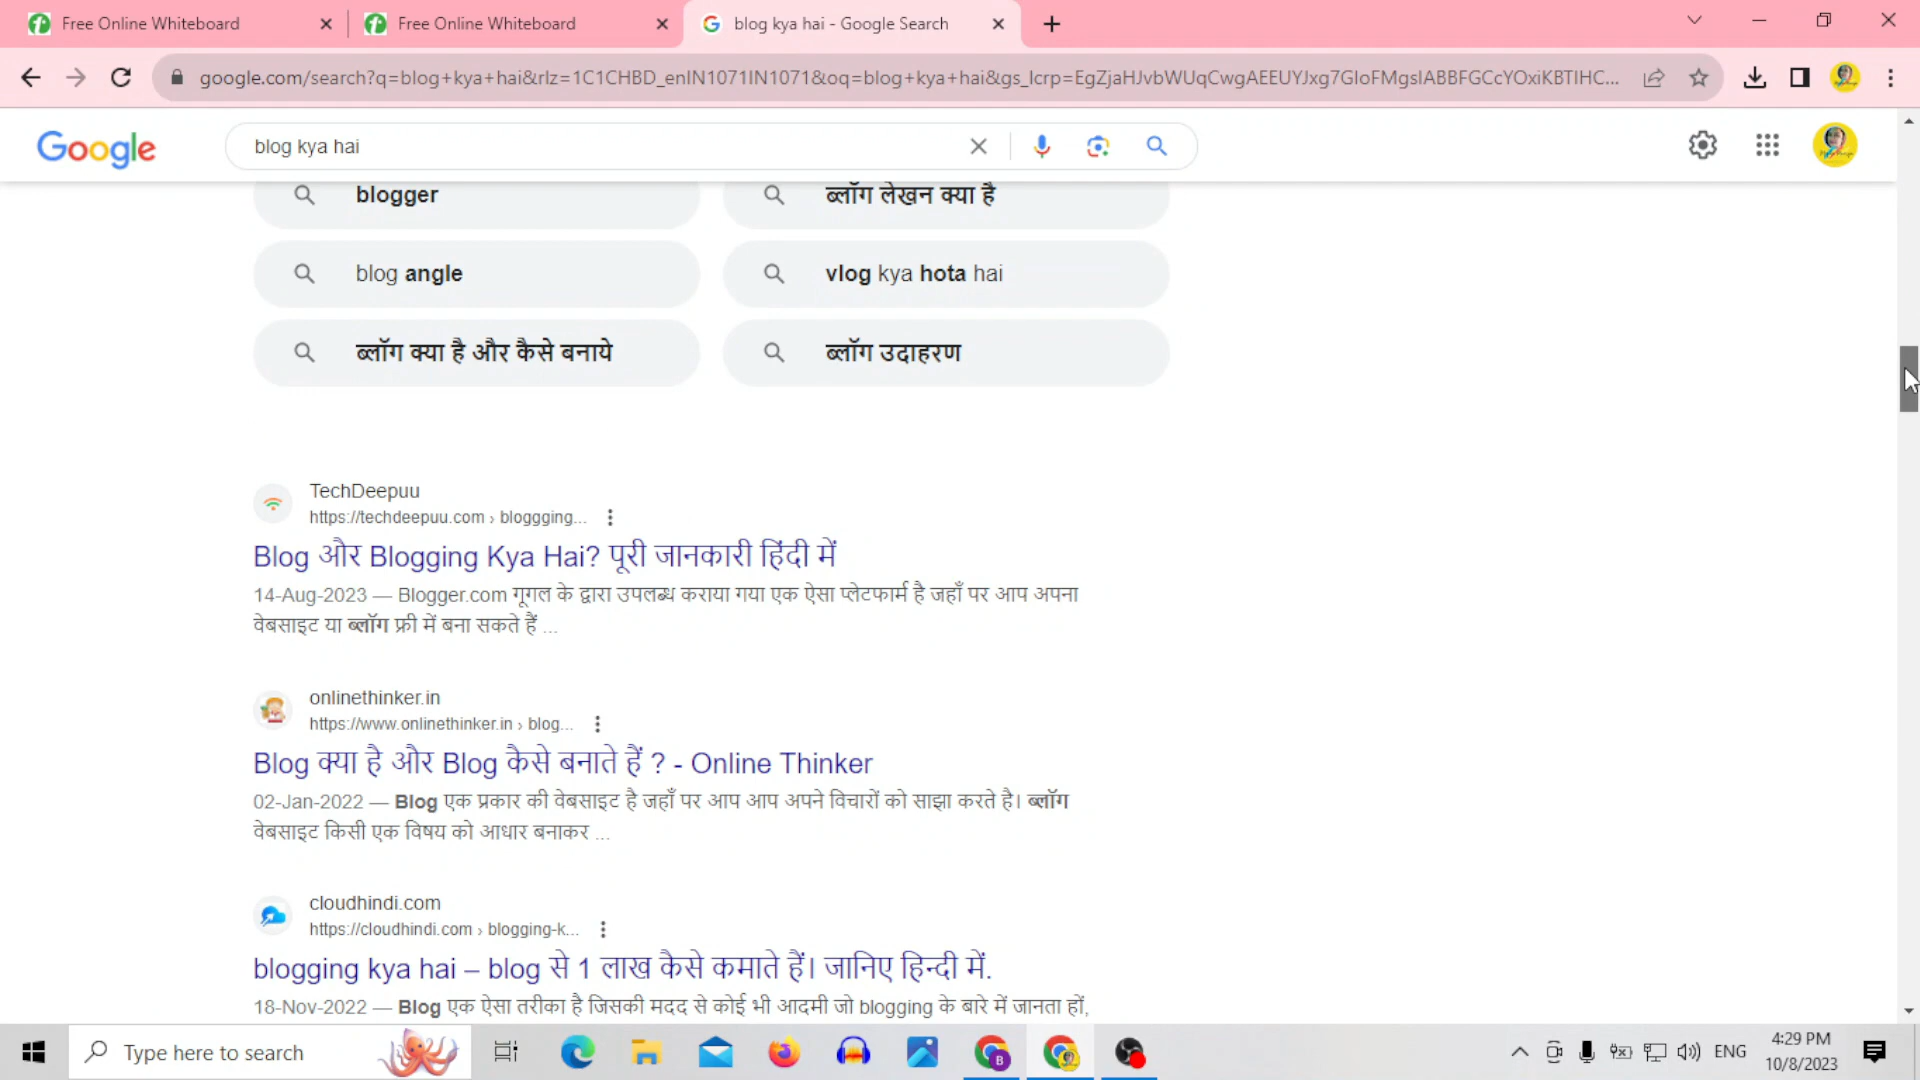 Free Online Whiteboard
Free Online Whiteboard
blog kya hai - Google Search
google.com/search?q=blog+kya+hai&rlz=1C1CHBD_enIN1071IN1071&oq=blog+kya+hai&gs_lcrp=EgZjaHJvbWUqCwgAEEUYJxg7GIoFMgsIABBFGCcYOxiKBTIHC...
Google
blog kya hai
blogger
ब्लॉग लेखन क्या है
blog angle
vlog kya hota hai
ब्लॉग क्या है और कैसे बनाये
ब्लॉग उदाहरण
TechDeepuu
https://techdeepuu.com › bloggging...
Blog और Blogging Kya Hai? पूरी जानकारी हिंदी में
14-Aug-2023 — Blogger.com गूगल के द्वारा उपलब्ध कराया गया एक ऐसा प्लेटफार्म है जहाँ पर आप अपना
वेबसाइट या ब्लॉग फ्री में बना सकते हैं ...
onlinethinker.in
https://www.onlinethinker.in › blog...
Blog क्या है और Blog कैसे बनाते हैं ? - Online Thinker
02-Jan-2022 — Blog एक प्रकार की वेबसाइट है जहाँ पर आप आप अपने विचारों को साझा करते है। ब्लॉग
वेबसाइट किसी एक विषय को आधार बनाकर ...
cloudhindi.com
https://cloudhindi.com › blogging-k...
blogging kya hai – blog से 1 लाख कैसे कमाते हैं। जानिए हिन्दी में.
18-Nov-2022 — Blog एक ऐसा तरीका है जिसकी मदद से कोई भी आदमी जो blogging के बारे में जानता हों,
Type here to search
ENG
4:29 PM
10/8/2023